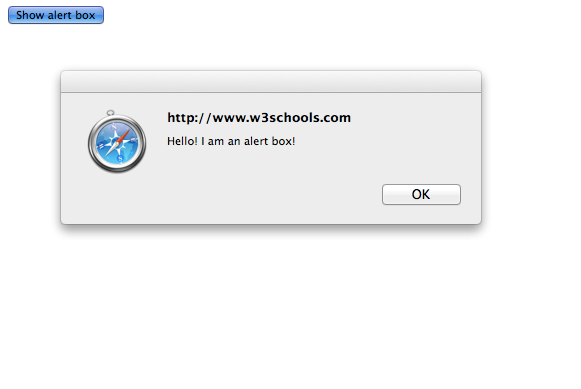 Show alert box
http://www.w3schools.com
Hello! I am an alert box!
OK